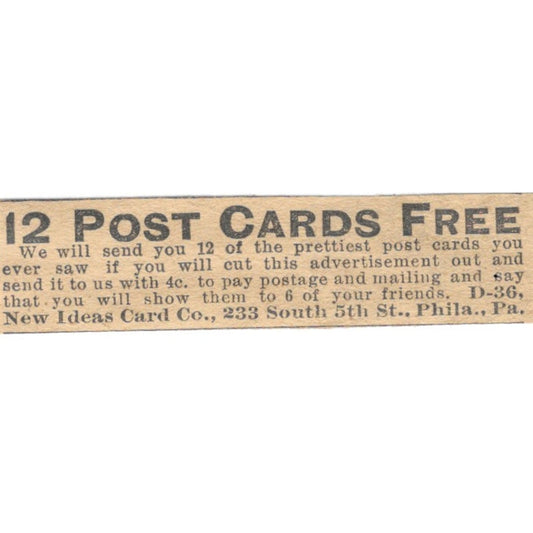 12 POST CARDS FREE
We will send you 12 of the prettiest post cards you
ever saw if you will cut this advertisement out and
send it to us with 4c. to pay postage and mailing and say
that you will show them to 6 of your friends. D-36,
New Ideas Card Co., 233 South 5th St., Phila., Pa.